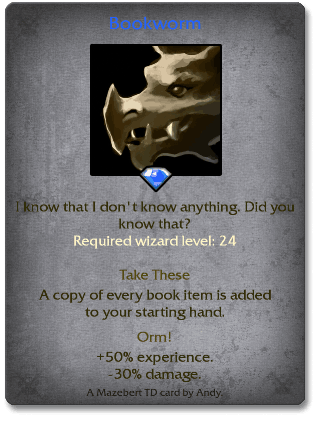 Bookworm
I know that I don't know anything. Did you
know that?
Required wizard level: 24
Take These
A copy of every book item is added
to your starting hand.
Orm!
+50% experience.
-30% damage.
A Mazebert TD card by Andy.